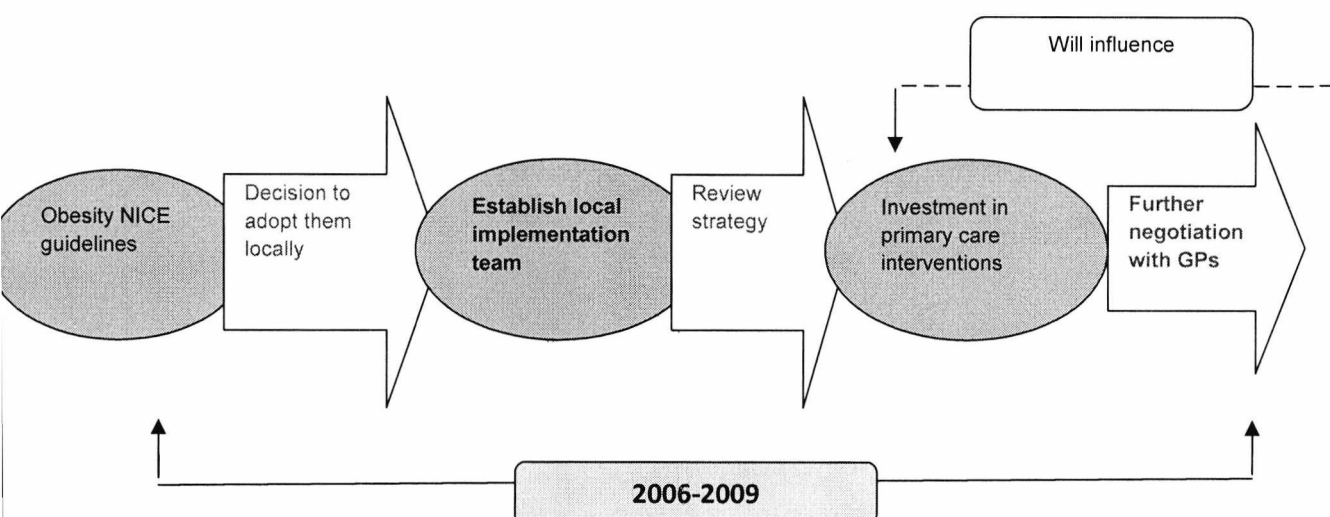 Will influence
Obesity NICE
guidelines
Decision to
adopt them
locally
Establish local
implementation
team
Review
strategy
Investment in
primary care
interventions
Further
negotiation
with GPs
2006-2009